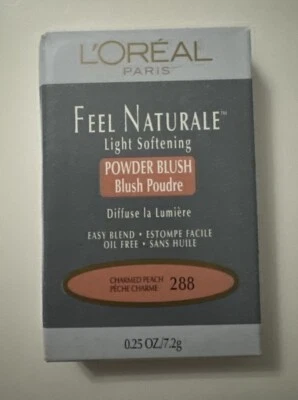 L'ORÉAL
PARIS
FEEL NATURALE™
Light Softening
POWDER BLUSH
Blush Poudre
Diffuse la Lumière
EASY BLEND • ESTOMPE FACILE
OIL FREE • SANS HUILE
CHARMED PEACH
PÊCHE CHARME
288
0.25 OZ./7.2g